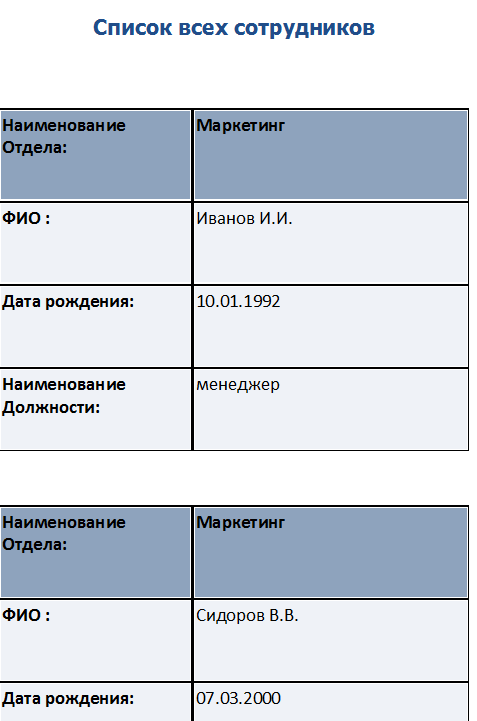 Список всех сотрудников
Наименование Маркетинг
Отдела:
ФИО : Иванов И.И.
Дата рождения: 10.01.1992
Наименование менеджер
Должности:
Наименование Маркетинг
Отдела:
ФИО : Сидоров В.В.
Дата рождения: 07.03.2000